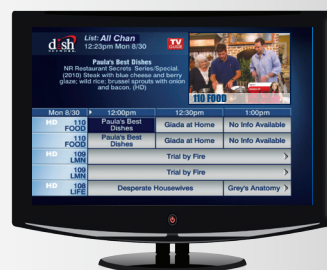 dish
NETWORK
List: All Chan
12:23pm Mon 8/30
TV
GUIDE
Paula's Best Dishes
NR Restaurant Secrets Series/Special.
(2010) Steak with blue cheese and berry
glaze; wild rice; brussel sprouts with onion
and bacon. (HD)
110 FOOD
Mon 8/30 12:00pm 12:30pm 1:00pm
HD 110 FOOD Paula's Best Dishes Giada at Home No Info Available
110 FOOD Paula's Best Dishes Giada at Home No Info Available
HD 109 LMN Trial by Fire
109 LMN Trial by Fire
HD 108 LIFE Desperate Housewives Grey's Anatomy